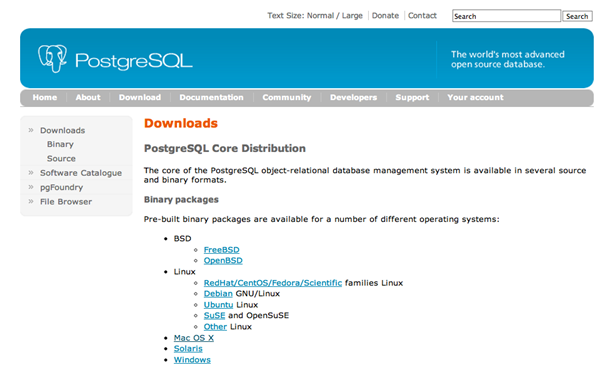 Text Size: Normal / Large Donate Contact Search Search
PostgreSQL
The world's most advanced
open source database.
Home About Download Documentation Community Developers Support Your account
» Downloads
Binary
Source
» Software Catalogue
» pgFoundry
» File Browser
Downloads
PostgreSQL Core Distribution
The core of the PostgreSQL object-relational database management system is available in several source
and binary formats.
Binary packages
Pre-built binary packages are available for a number of different operating systems:
BSD
FreeBSD
OpenBSD
Linux
RedHat/CentOS/Fedora/Scientific families Linux
Debian GNU/Linux
Ubuntu Linux
SuSE and OpenSuSE
Other Linux
Mac OS X
Solaris
Windows